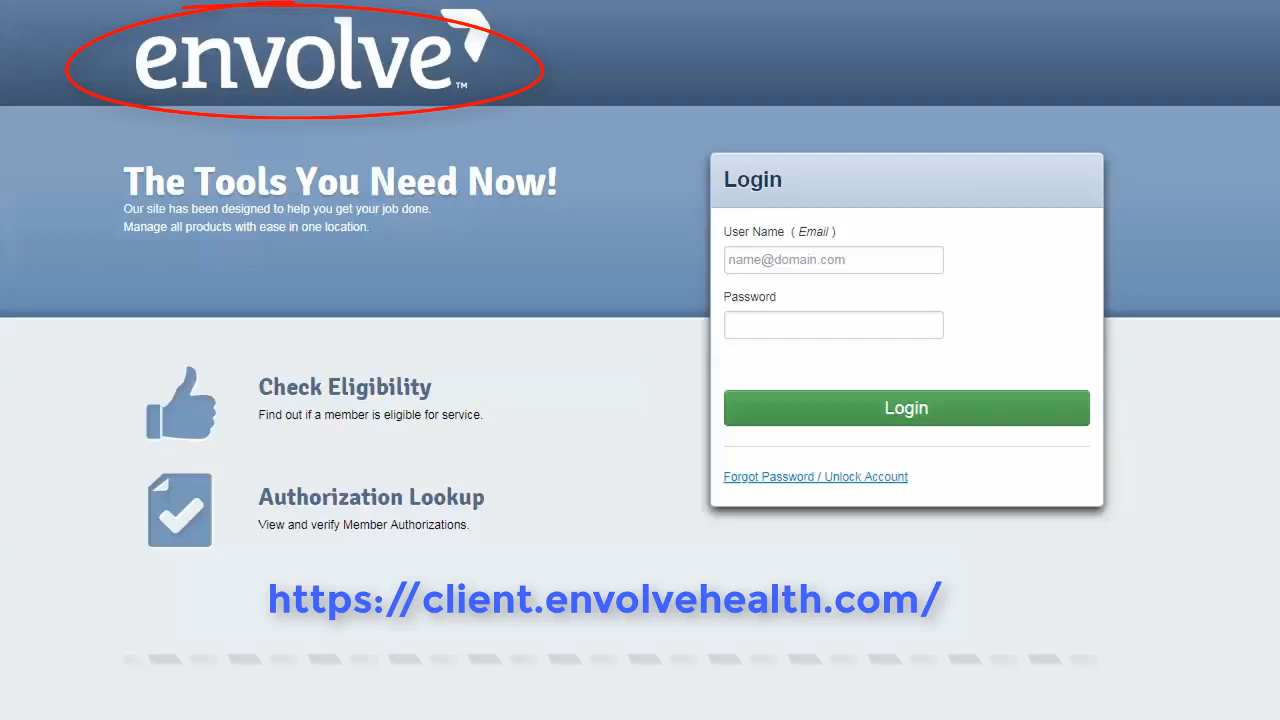 envolve™
The Tools You Need Now!
Our site has been designed to help you get your job done.
Manage all products with ease in one location.
Login
User Name ( Email )
name@domain.com
Password
Login
Forgot Password / Unlock Account
Check Eligibility
Find out if a member is eligible for service.
Authorization Lookup
View and verify Member Authorizations.
https://client.envolvehealth.com/